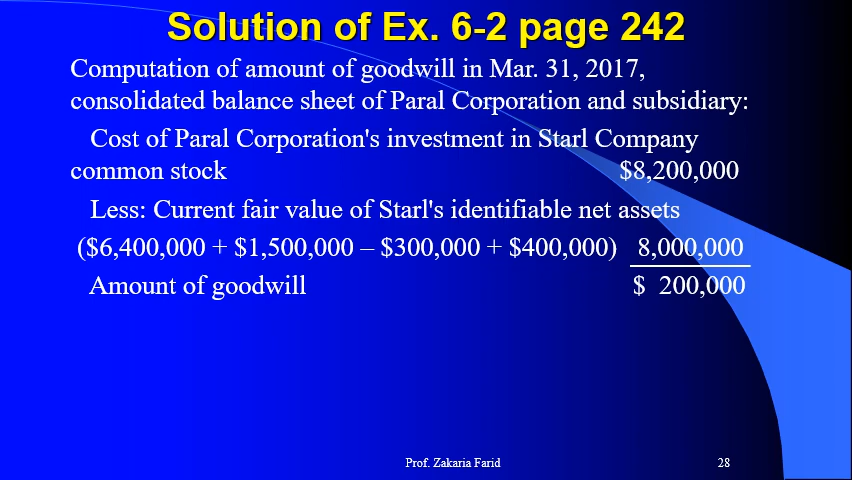 Solution of Ex. 6-2 page 242
Computation of amount of goodwill in Mar. 31, 2017,
consolidated balance sheet of Paral Corporation and subsidiary:
Cost of Paral Corporation's investment in Starl Company
common stock $8,200,000
Less: Current fair value of Starl's identifiable net assets
($6,400,000 + $1,500,000 – $300,000 + $400,000) 8,000,000
Amount of goodwill $ 200,000
Prof. Zakaria Farid 28